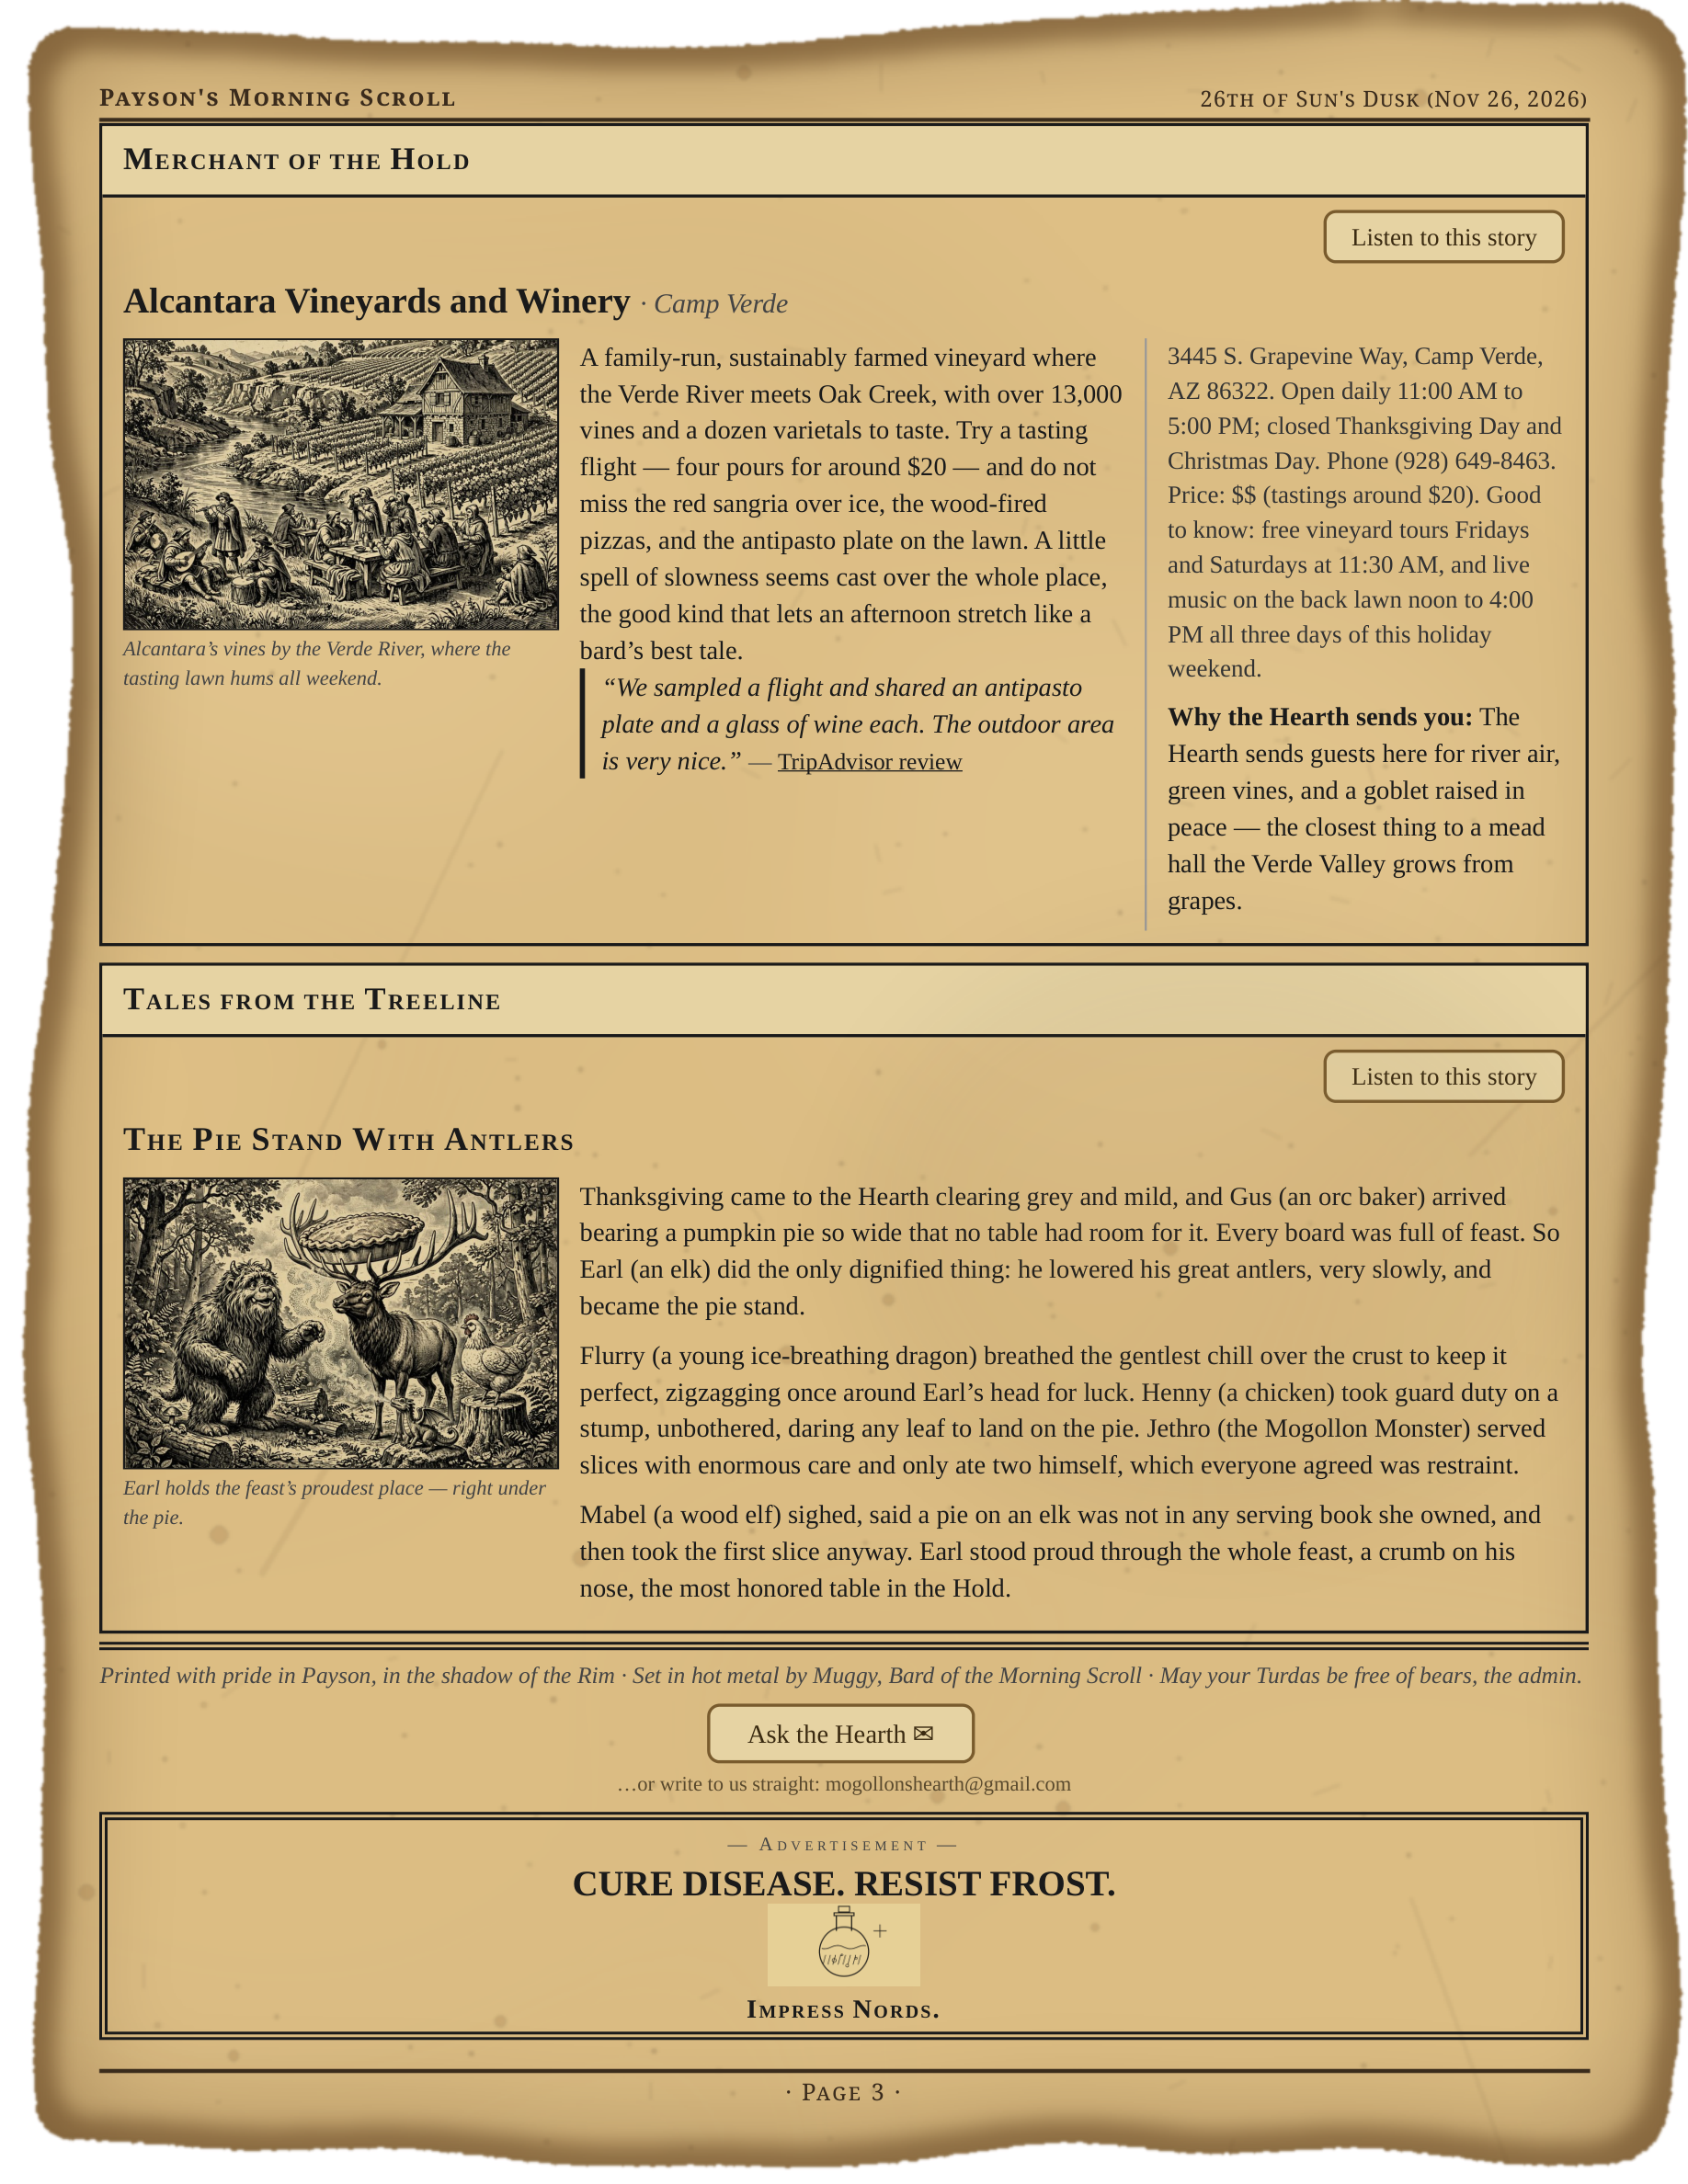 Payson's Morning Scroll
26th of Sun's Dusk (Nov 26, 2026)
Merchant of the Hold
Listen to this story
Alcantara Vineyards and Winery · Camp Verde
Alcantara’s vines by the Verde River, where the
tasting lawn hums all weekend.
A family-run, sustainably farmed vineyard where
the Verde River meets Oak Creek, with over 13,000
vines and a dozen varietals to taste. Try a tasting
flight — four pours for around $20 — and do not
miss the red sangria over ice, the wood-fired
pizzas, and the antipasto plate on the lawn. A little
spell of slowness seems cast over the whole place,
the good kind that lets an afternoon stretch like a
bard’s best tale.
“We sampled a flight and shared an antipasto
plate and a glass of wine each. The outdoor area
is very nice.” — TripAdvisor review
3445 S. Grapevine Way, Camp Verde,
AZ 86322. Open daily 11:00 AM to
5:00 PM; closed Thanksgiving Day and
Christmas Day. Phone (928) 649-8463.
Price: $$ (tastings around $20). Good
to know: free vineyard tours Fridays
and Saturdays at 11:30 AM, and live
music on the back lawn noon to 4:00
PM all three days of this holiday
weekend.
Why the Hearth sends you: The
Hearth sends guests here for river air,
green vines, and a goblet raised in
peace — the closest thing to a mead
hall the Verde Valley grows from
grapes.
Tales from the Treeline
Listen to this story
The Pie Stand With Antlers
Earl holds the feast’s proudest place — right under
the pie.
Thanksgiving came to the Hearth clearing grey and mild, and Gus (an orc baker) arrived
bearing a pumpkin pie so wide that no table had room for it. Every board was full of feast. So
Earl (an elk) did the only dignified thing: he lowered his great antlers, very slowly, and
became the pie stand.
Flurry (a young ice-breathing dragon) breathed the gentlest chill over the crust to keep it
perfect, zigzagging once around Earl’s head for luck. Henny (a chicken) took guard duty on a
stump, unbothered, daring any leaf to land on the pie. Jethro (the Mogollon Monster) served
slices with enormous care and only ate two himself, which everyone agreed was restraint.
Mabel (a wood elf) sighed, said a pie on an elk was not in any serving book she owned, and
then took the first slice anyway. Earl stood proud through the whole feast, a crumb on his
nose, the most honored table in the Hold.
Printed with pride in Payson, in the shadow of the Rim · Set in hot metal by Muggy, Bard of the Morning Scroll · May your Turdas be free of bears, the admin.
Ask the Hearth ✉
…or write to us straight: mogollonshearth@gmail.com
— Advertisement —
CURE DISEASE. RESIST FROST.
Impress Nords.
· Page 3 ·